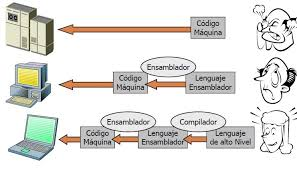 Código
Máquina
Ensamblador
Código
Máquina
Lenguaje
Ensamblador
Ensamblador
Compilador
Código
Máquina
Lenguaje
Ensamblador
Lenguaje
de alto Nivel